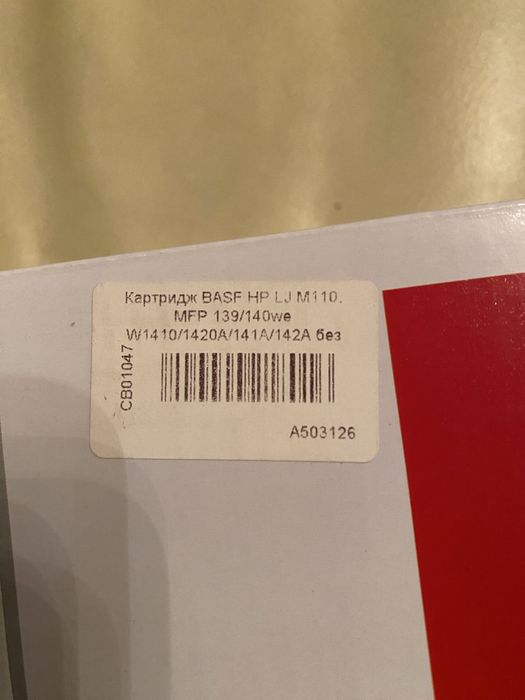 Картридж BASF HP LJ M110,
MFP 139/140we
W1410/1420A/141A/142A без
CB01047
A503126